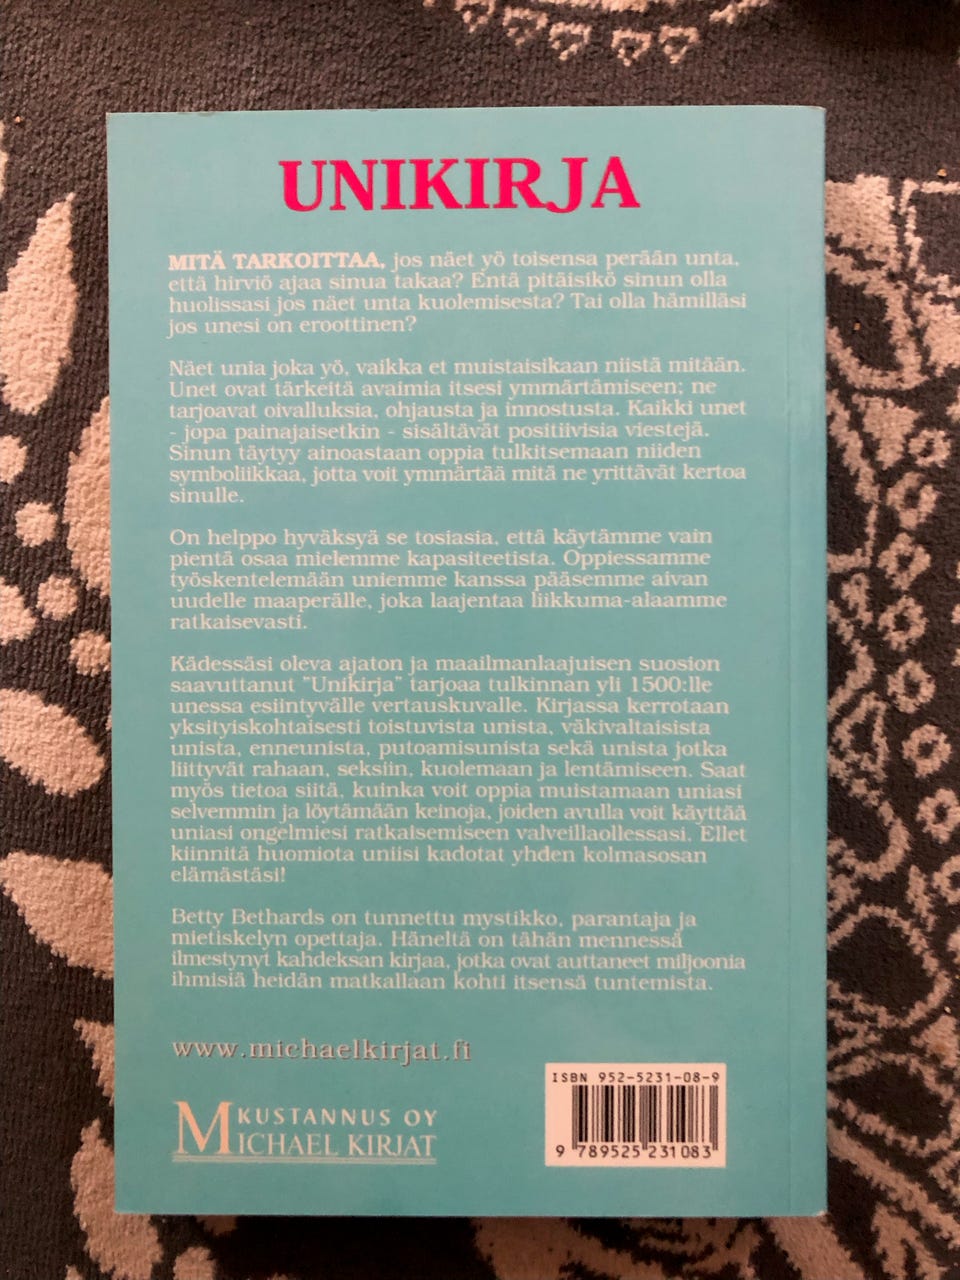 UNIKIRJA
MITÄ TARKOITTAA, jos näet yö toisensa perään unta,
että hirviö ajaa sinua takaa? Entä pitäisikö sinun olla
huolissasi jos näet unta kuolemisesta? Tai olla hämilläsi
jos unesi on eroottinen?
Näet unia joka yö, vaikka et muistaisikaan niistä mitään.
Unet ovat tärkeitä avaimia itsesi ymmärtämiseen; ne
tarjoavat oivalluksia, ohjausta ja innostusta. Kaikki unet
- jopa painajaisetkin - sisältävät positiivisia viestejä.
Sinun täytyy ainoastaan oppia tulkitsemaan niiden
symboliikkaa, jotta voit ymmärtää mitä ne yrittävät kertoa
sinulle.
On helppo hyväksyä se tosiasia, että käytämme vain
pientä osaa mielemme kapasiteetista. Oppiessamme
työskentelemään uniemme kanssa pääsemme aivan
uudelle maaperälle, joka laajentaa liikkuma-alaamme
ratkaisevasti.
Kädessäsi oleva ajaton ja maailmanlaajuisen suosion
saavuttanut "Unikirja" tarjoaa tulkinnan yli 1500:lle
unessa esiintyvälle vertauskuvalle. Kirjassa kerrotaan
yksityiskohtaisesti toistuvista unista, väkivaltaisista
unista, enneunista, putoamisunista sekä unista jotka
liittyvät rahaan, seksiin, kuolemaan ja lentämiseen. Saat
myös tietoa siitä, kuinka voit oppia muistamaan uniasi
selvemmin ja löytämään keinoja, joiden avulla voit käyttää
uniasi ongelmiesi ratkaisemiseen valveillaollessasi. Ellet
kiinnitä huomiota uniisi kadotat yhden kolmasosan
elämästäsi!
Betty Bethards on tunnettu mystikko, parantaja ja
mietiskelyn opettaja. Häneltä on tähän mennessä
ilmestynyt kahdeksan kirjaa, jotka ovat auttaneet miljoonia
ihmisiä heidän matkallaan kohti itsensä tuntemista.
www.michaelkirjat.fi
KUSTANNUS OY
MICHAEL KIRJAT
ISBN 952-5231-08-9
9 789525 231083